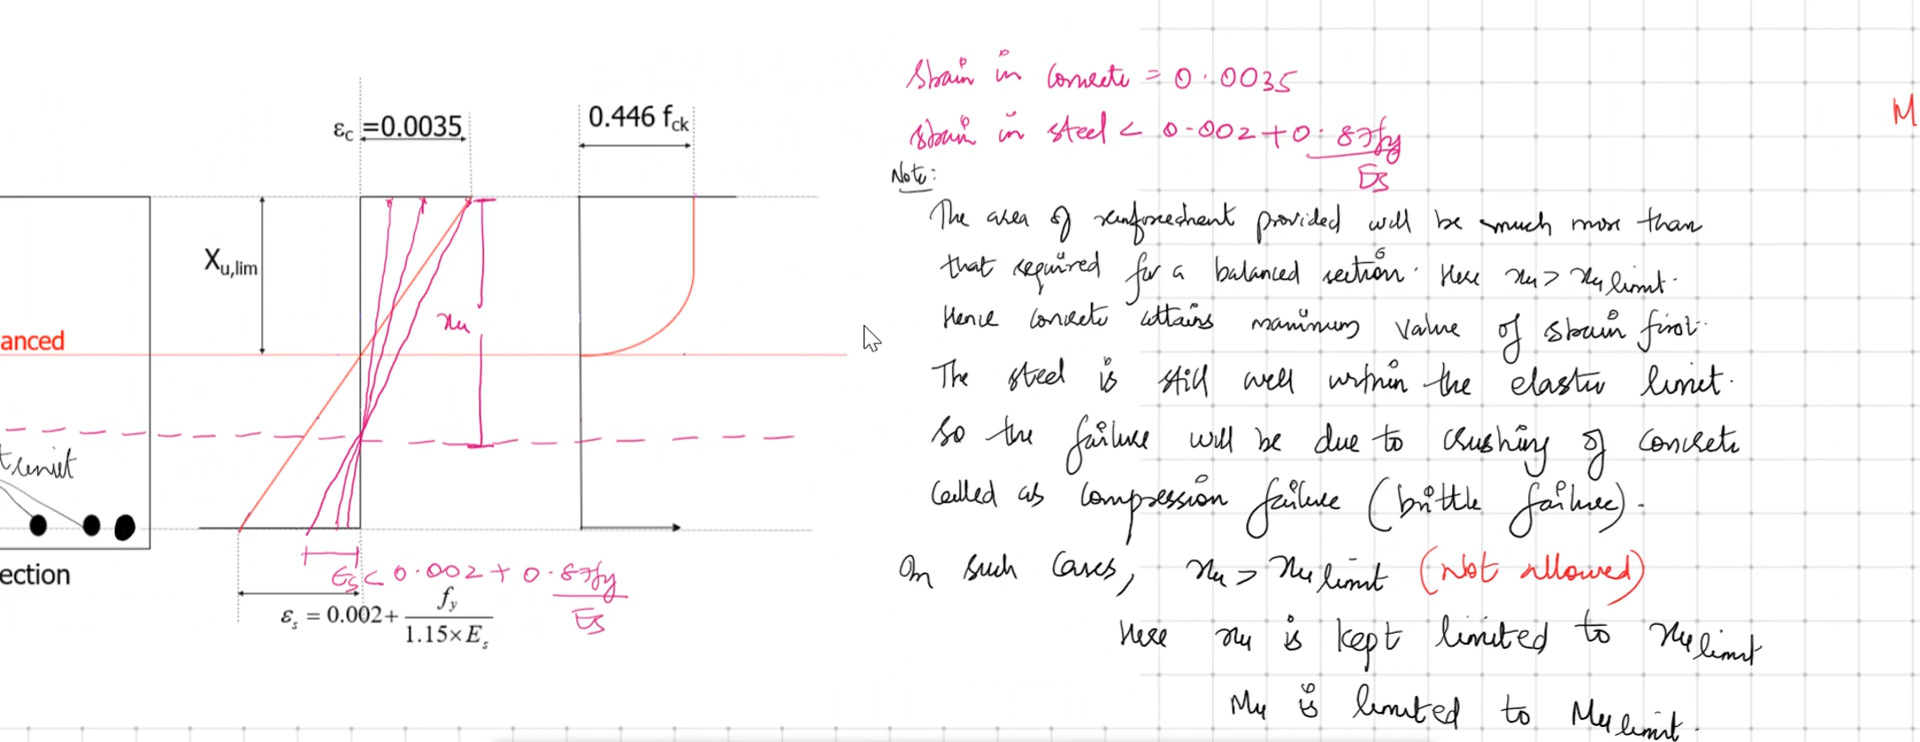 εc =0.0035
0.446 fck
Xu,lim
anced
xu
t limit
ection
Es < 0.002 + 0.87fy/Es
εs = 0.002+ fy/1.15×Es
Strain in concrete = 0.0035
Strain in steel < 0.002 + 0.87fy/Es
M
Note:
The area of reinforcement provided will be much more than
that required for a balanced section. Here xu > xu limit.
Hence concrete attains maximum value of strain first.
The steel is still well within the elastic limit.
So the failure will be due to crushing of concrete
called as compression failure (brittle failure).
In such cases, xu > xu limit (Not allowed)
Here xu is kept limited to xu limit
Mu is limited to Mu limit.